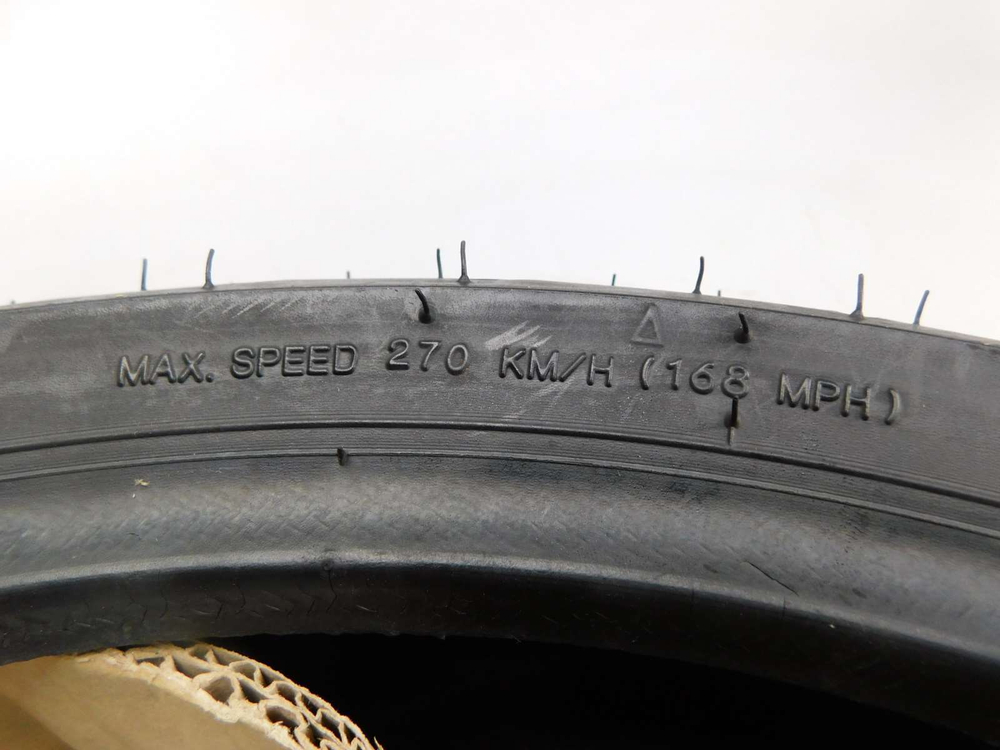 MAX. SPEED 270 KM/H (168 MPH)